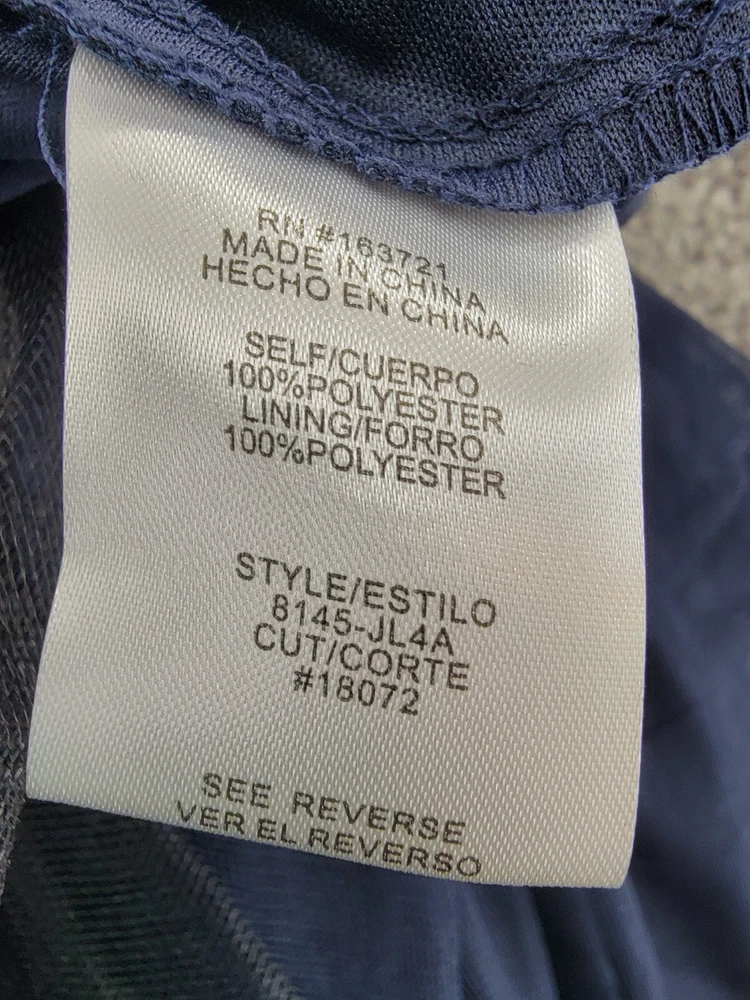 RN #163721
MADE IN CHINA
HECHO EN CHINA
SELF/CUERPO
100%POLYESTER
LINING/FORRO
100%POLYESTER
STYLE/ESTILO
8145-JL4A
CUT/CORTE
#18072
SEE REVERSE
VER EL REVERSO